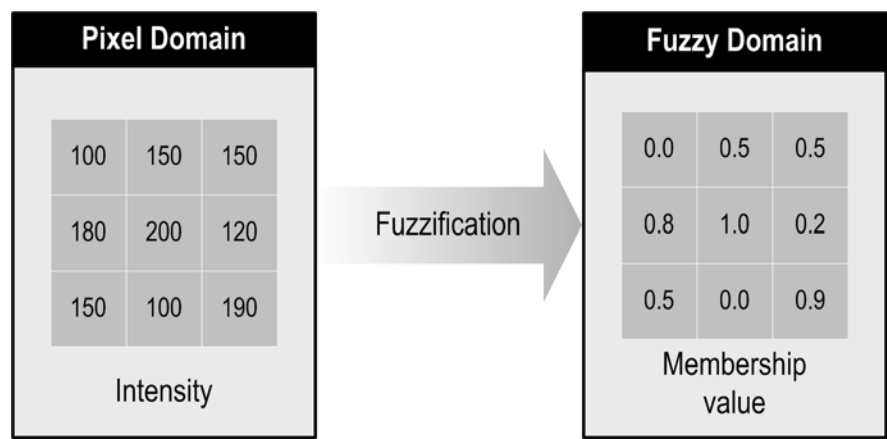 Pixel Domain
100 150 150
180 200 120
150 100 190
Intensity
Fuzzification
Fuzzy Domain
0.0 0.5 0.5
0.8 1.0 0.2
0.5 0.0 0.9
Membership
value